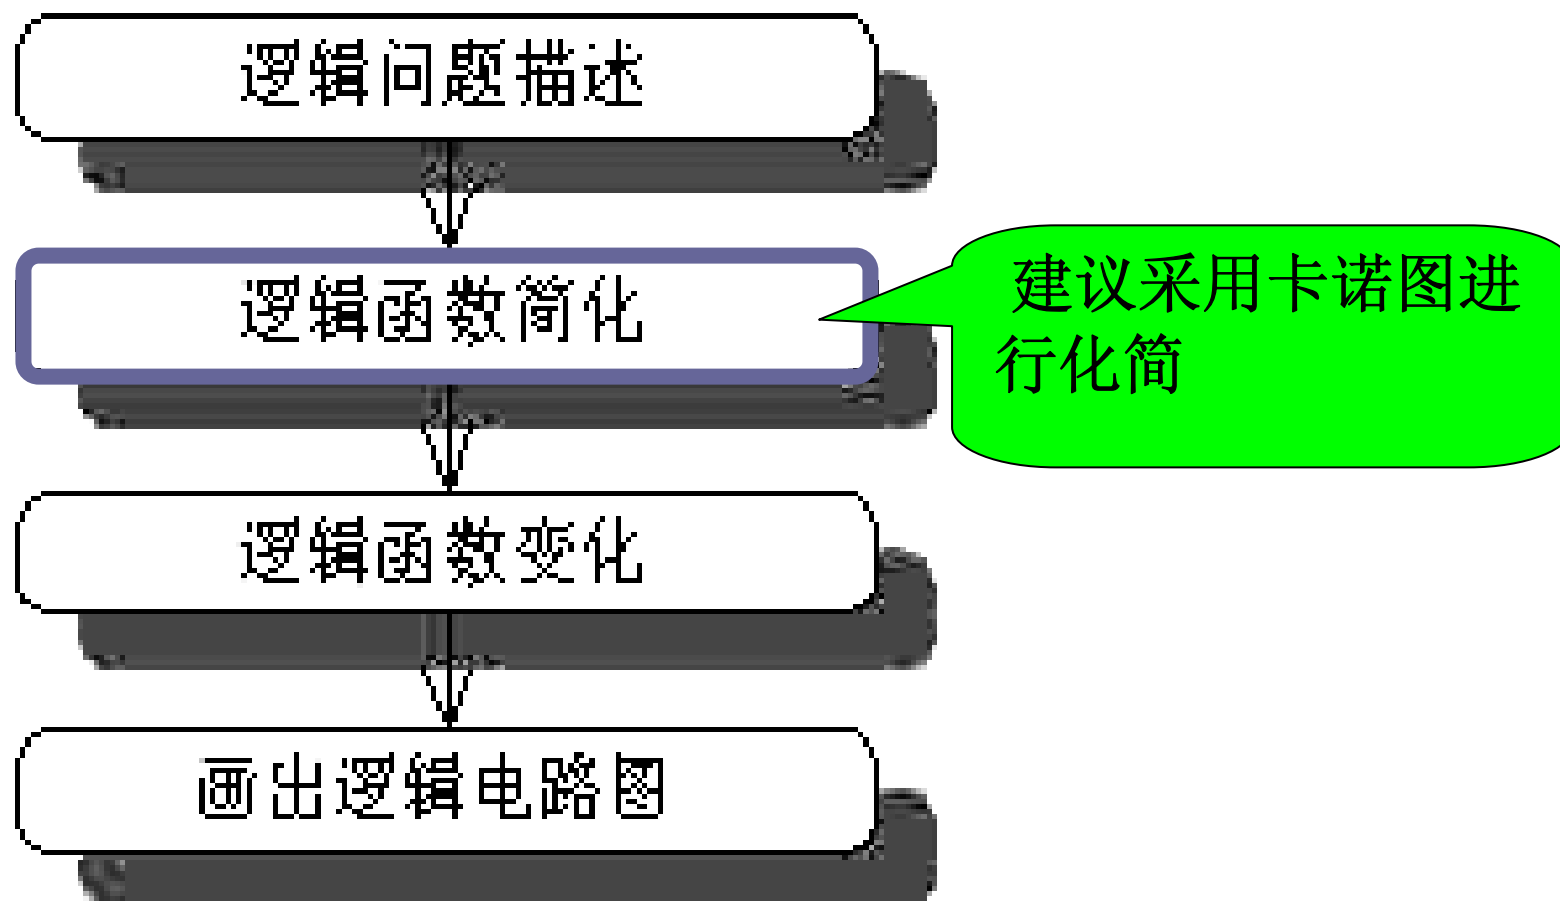 逻辑问题描述
逻辑函数简化
建议采用卡诺图进
行化简
逻辑函数变化
画出逻辑电路图